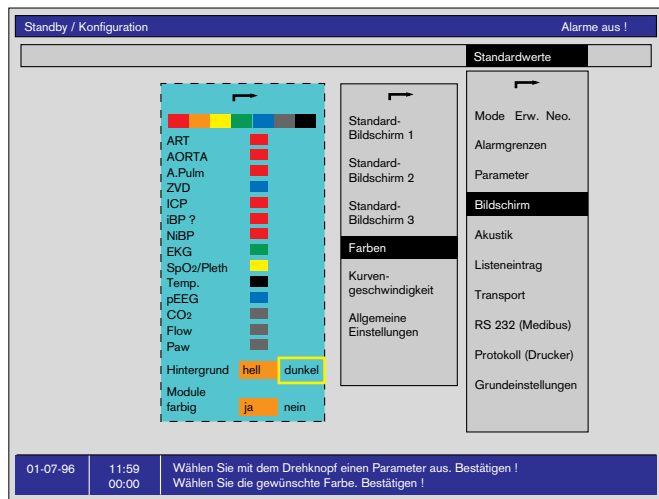 Standby / Konfiguration Alarme aus !
Standardwerte
ART
AORTA
A.Pulm
ZVD
ICP
iBP ?
NiBP
EKG
SpO2/Pleth
Temp.
pEEG
CO2
Flow
Paw
Hintergrund hell dunkel
Module
farbig ja nein
Standard-
Bildschirm 1
Standard-
Bildschirm 2
Standard-
Bildschirm 3
Farben
Kurven-
geschwindigkeit
Allgemeine
Einstellungen
Mode Erw. Neo.
Alarmgrenzen
Parameter
Bildschirm
Akustik
Listeneintrag
Transport
RS 232 (Medibus)
Protokoll (Drucker)
Grundeinstellungen
01-07-96
11:59
00:00
Wählen Sie mit dem Drehknopf einen Parameter aus. Bestätigen !
Wählen Sie die gewünschte Farbe. Bestätigen !